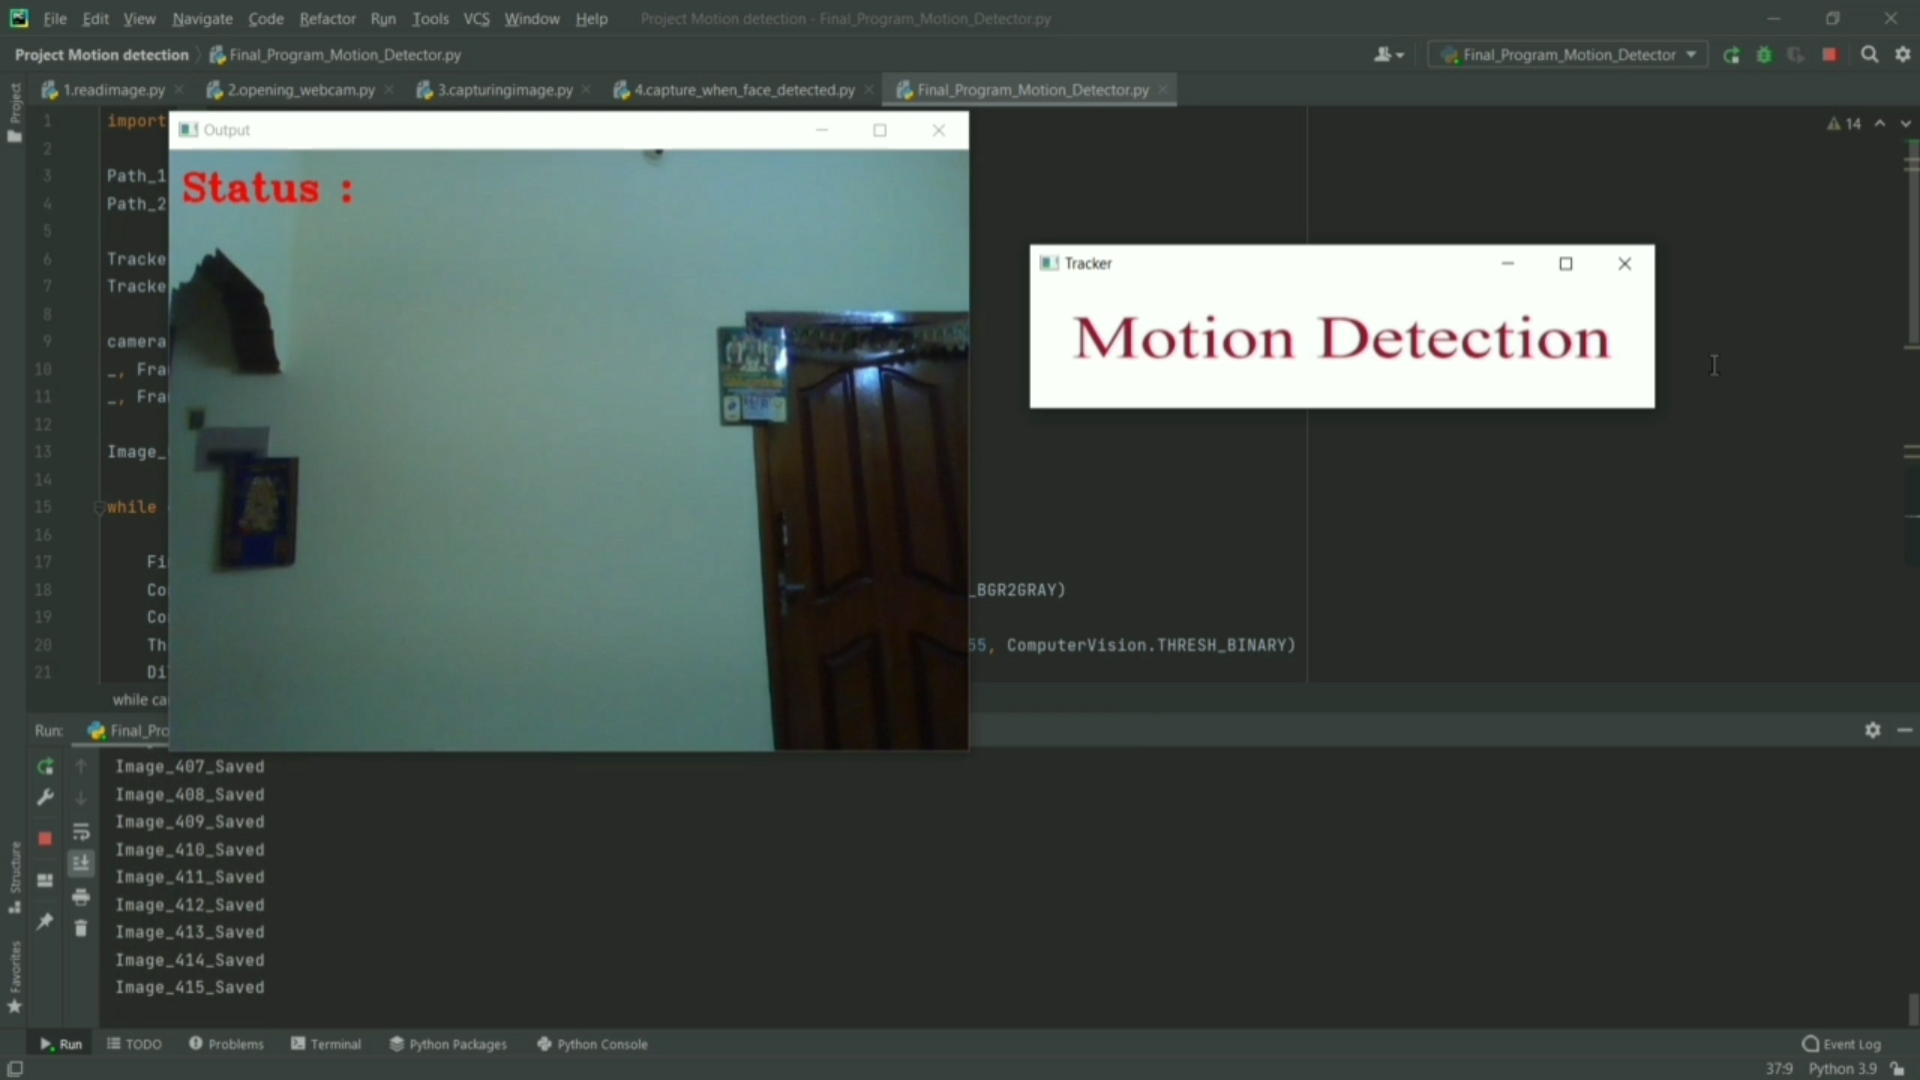 File Edit View Navigate Code Refactor Run Tools VCS Window Help Project Motion detection - Final_Program_Motion_Detector.py
Project Motion detection Final_Program_Motion_Detector.py Final_Program_Motion_Detector
1.readimage.py 2.opening_webcam.py 3.capturingimage.py 4.capture_when_face_detected.py Final_Program_Motion_Detector.py
Project
1 import
14
Output
2
3 Path_1
Status :
4 Path_2
5
6 Tracke
Tracker
7 Tracke
8
Motion Detection
9 camera
10 _, Fra
11 _, Fra
12
13 Image_
14
15 while
16
17 Fi
18 Co _BGR2GRAY)
19 Co
20 Th 55, ComputerVision.THRESH_BINARY)
21 Di
while ca
Run: Final_Pro
Image_407_Saved
Image_408_Saved
Image_409_Saved
Image_410_Saved
Image_411_Saved
Image_412_Saved
Image_413_Saved
Image_414_Saved
Image_415_Saved
Structure
Favorites
Run TODO Problems Terminal Python Packages Python Console Event Log
37:9 Python 3.9